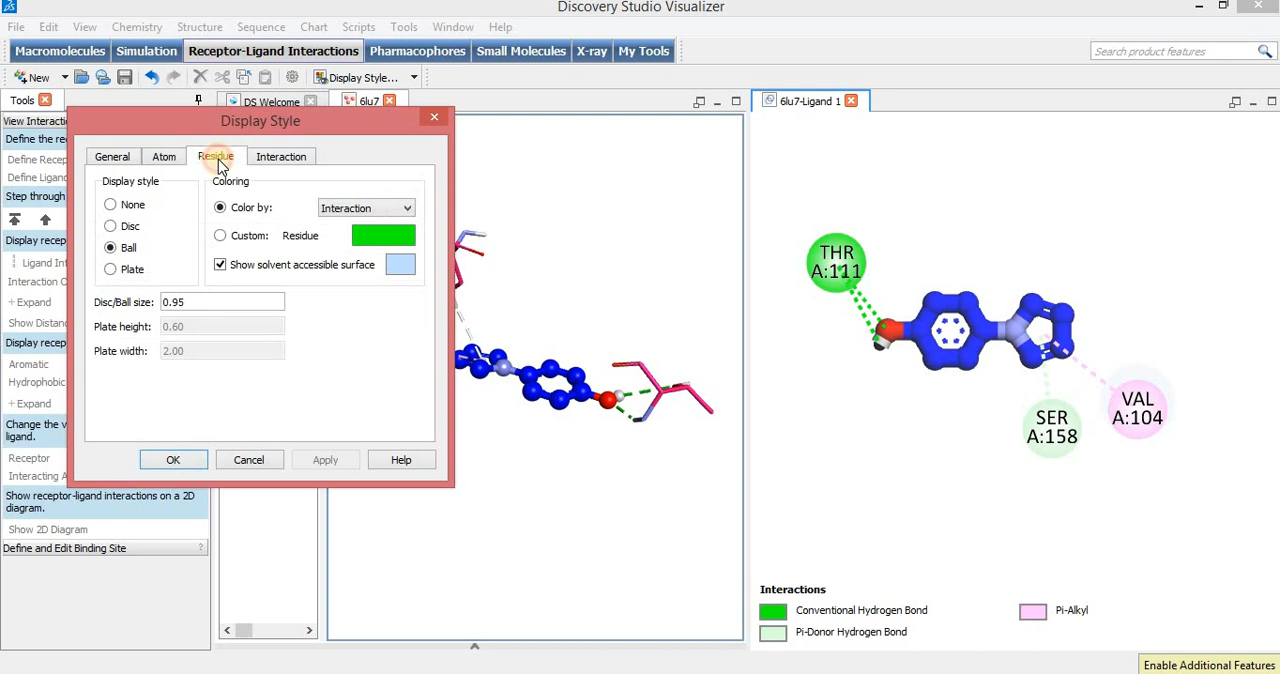 Discovery Studio Visualizer
File Edit View Chemistry Structure Sequence Chart Scripts Tools Window Help
Macromolecules Simulation Receptor-Ligand Interactions Pharmacophores Small Molecules X-ray My Tools
Search product features
New
Display Style...
Tools
DS Welcome
6lu7
6lu7-Ligand 1
View Interacti
Define the re
Define Recep
Define Ligan
Step through
Display recep
Ligand Int
Interaction O
+ Expand
Show Distan
Display recep
Aromatic
Hydrophobic
+ Expand
Change the v
ligand.
Receptor
Interacting A
Show receptor-ligand interactions on a 2D
diagram.
Show 2D Diagram
Define and Edit Binding Site ?
Display Style
General Atom Residue Interaction
Display style
None
Disc
Ball
Plate
Coloring
Color by: Interaction
Custom: Residue
Show solvent accessible surface
Disc/Ball size: 0.95
Plate height: 0.60
Plate width: 2.00
OK Cancel Apply Help
THR
A:111
SER
A:158
VAL
A:104
Interactions
Conventional Hydrogen Bond
Pi-Donor Hydrogen Bond
Pi-Alkyl
Enable Additional Features